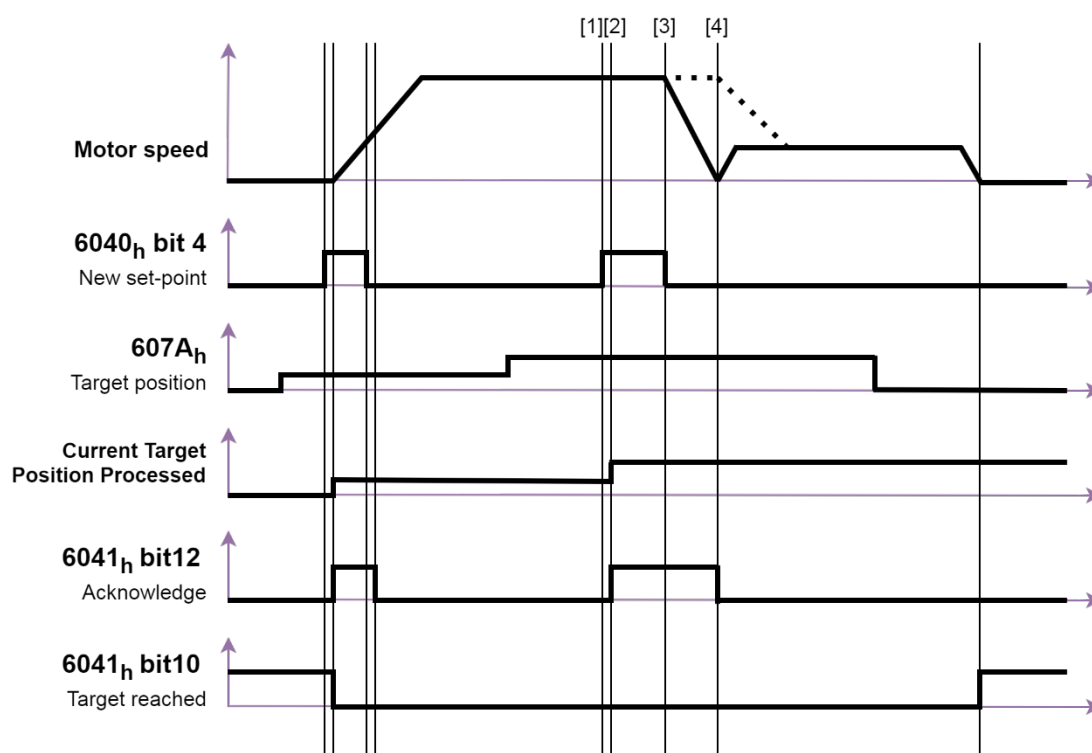 [1][2] [3] [4]
Motor speed
6040h bit 4
New set-point
607Ah
Target position
Current Target
Position Processed
6041h bit12
Acknowledge
6041h bit10
Target reached